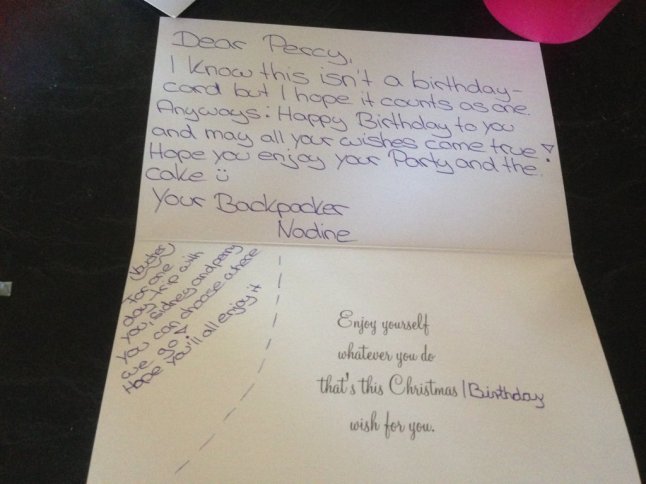 Dear Percy,
I know this isn't a birthday-
card but I hope it counts as one.
Anyways: Happy Birthday to you
and may all your wishes come true!
Hope you enjoy your Party and the
cake ☺
Your Backpacker
Nadine
(Voucher)
for one
day trip with
you, Sidney and perry
You can choose where
we go!
Hope you'll all enjoy it
Enjoy yourself
whatever you do
that's this Christmas | Birthday
wish for you.